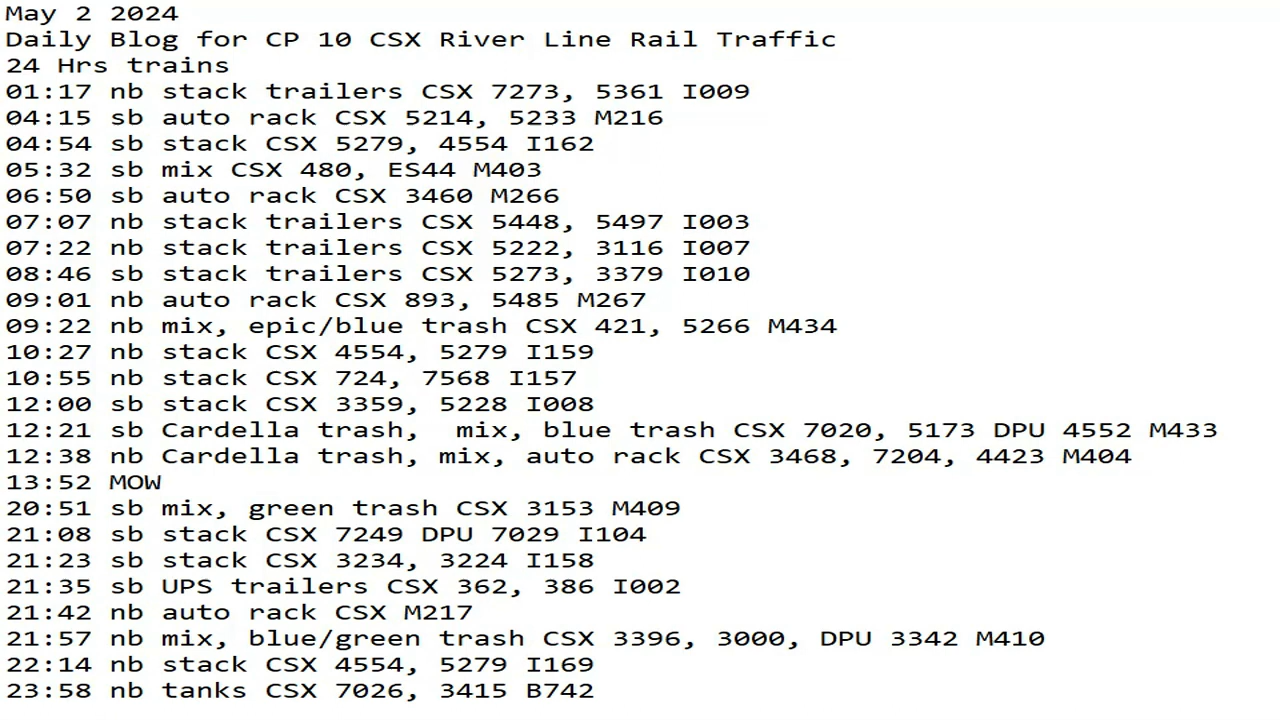 May 2 2024
Daily Blog for CP 10 CSX River Line Rail Traffic
24 Hrs trains
01:17 nb stack trailers CSX 7273, 5361 I009
04:15 sb auto rack CSX 5214, 5233 M216
04:54 sb stack CSX 5279, 4554 I162
05:32 sb mix CSX 480, ES44 M403
06:50 sb auto rack CSX 3460 M266
07:07 nb stack trailers CSX 5448, 5497 I003
07:22 nb stack trailers CSX 5222, 3116 I007
08:46 sb stack trailers CSX 5273, 3379 I010
09:01 nb auto rack CSX 893, 5485 M267
09:22 nb mix, epic/blue trash CSX 421, 5266 M434
10:27 nb stack CSX 4554, 5279 I159
10:55 nb stack CSX 724, 7568 I157
12:00 sb stack CSX 3359, 5228 I008
12:21 sb Cardella trash,  mix, blue trash CSX 7020, 5173 DPU 4552 M433
12:38 nb Cardella trash, mix, auto rack CSX 3468, 7204, 4423 M404
13:52 MOW
20:51 sb mix, green trash CSX 3153 M409
21:08 sb stack CSX 7249 DPU 7029 I104
21:23 sb stack CSX 3234, 3224 I158
21:35 sb UPS trailers CSX 362, 386 I002
21:42 nb auto rack CSX M217
21:57 nb mix, blue/green trash CSX 3396, 3000, DPU 3342 M410
22:14 nb stack CSX 4554, 5279 I169
23:58 nb tanks CSX 7026, 3415 B742